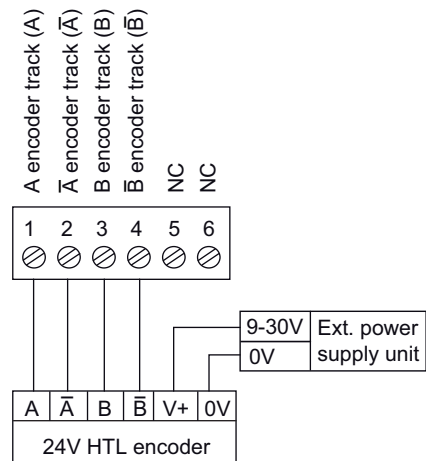 A encoder track (A)
A̅ encoder track (A̅)
B encoder track (B)
B̅ encoder track (B̅)
NC
NC
1 2 3 4 5 6
9-30V Ext. power
0V supply unit
A A̅ B B̅ V+ 0V
24V HTL encoder